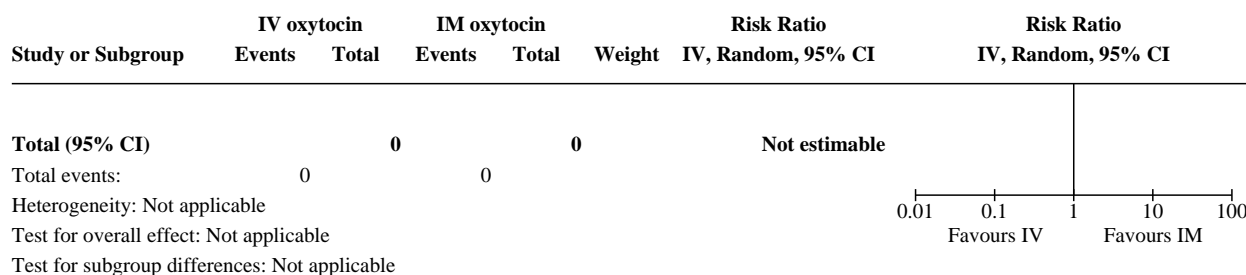 IV oxytocin IM oxytocin Risk Ratio Risk Ratio
Study or Subgroup Events Total Events Total Weight IV, Random, 95% CI IV, Random, 95% CI
Total (95% CI) 0 0 Not estimable
Total events: 0 0
Heterogeneity: Not applicable
0.01 0.1 1 10 100
Test for overall effect: Not applicable Favours IV Favours IM
Test for subgroup differences: Not applicable